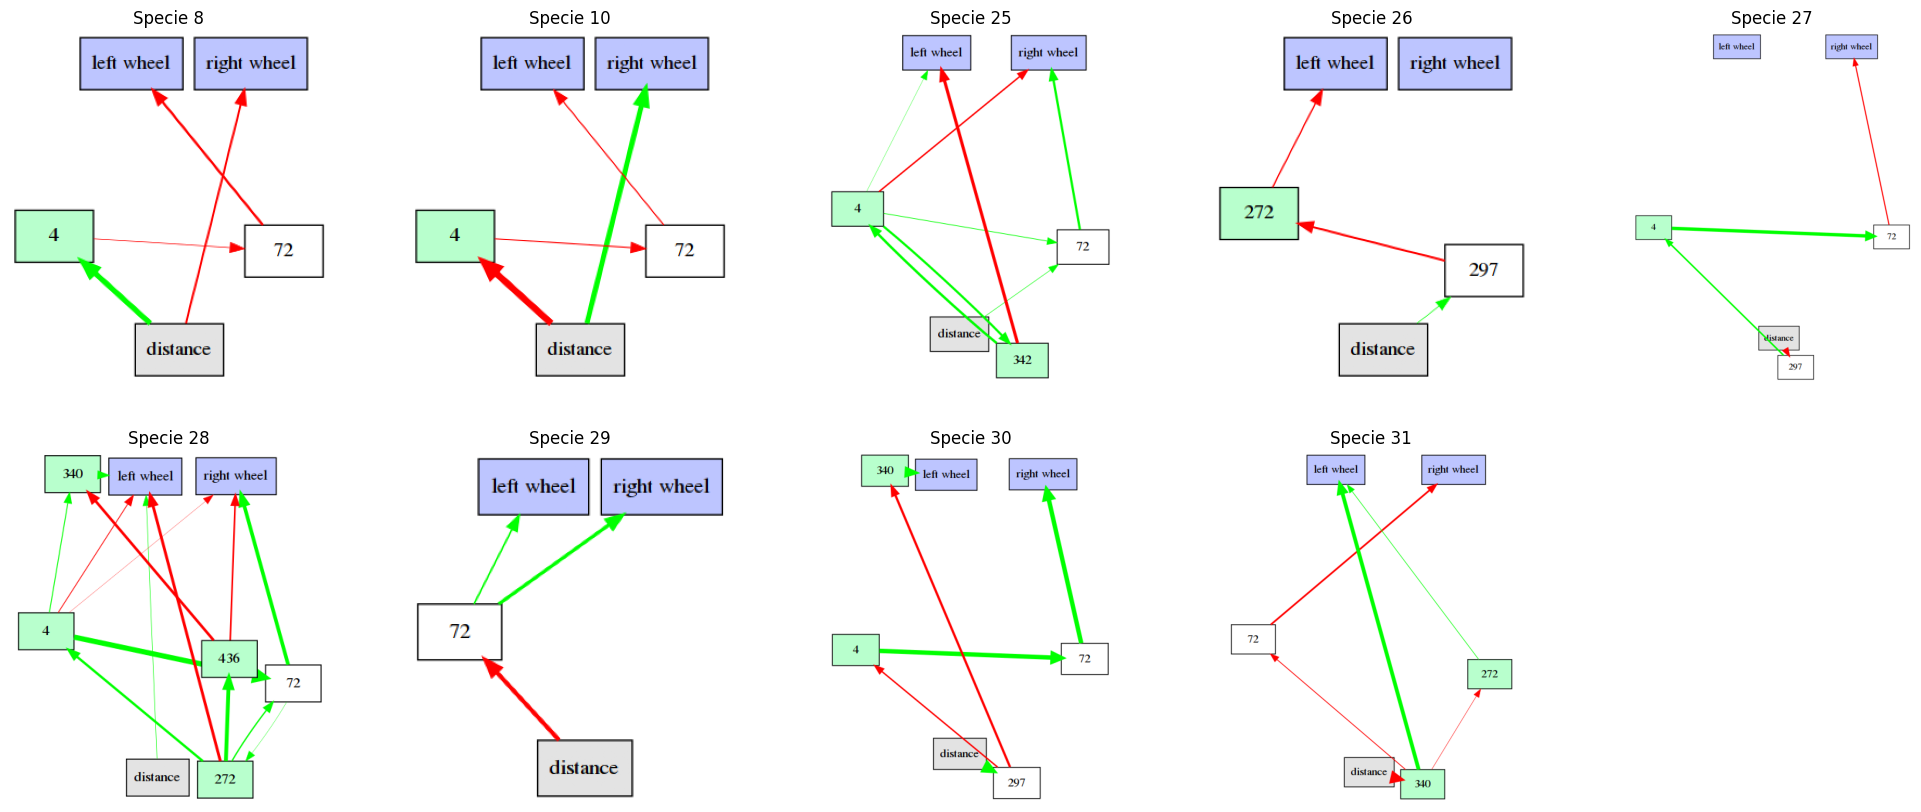 Specie 8
left wheel
right wheel
4
72
distance
Specie 10
left wheel
right wheel
4
72
distance
Specie 25
left wheel
right wheel
4
72
distance
342
Specie 26
left wheel
right wheel
272
297
distance
Specie 27
left wheel
right wheel
4
72
distance
297
Specie 28
340
left wheel
right wheel
4
436
72
distance
272
Specie 29
left wheel
right wheel
72
distance
Specie 30
340
left wheel
right wheel
4
72
distance
297
Specie 31
left wheel
right wheel
72
272
distance
340